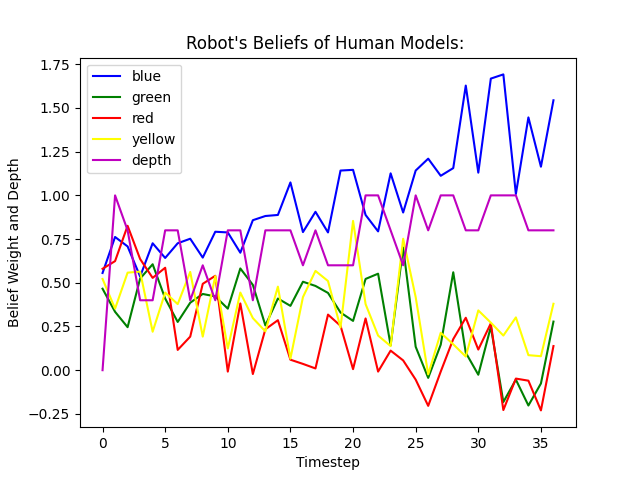 Robot's Beliefs of Human Models:
blue
green
red
yellow
depth
1.75
1.50
1.25
1.00
0.75
0.50
0.25
0.00
−0.25
Belief Weight and Depth
0 5 10 15 20 25 30 35
Timestep